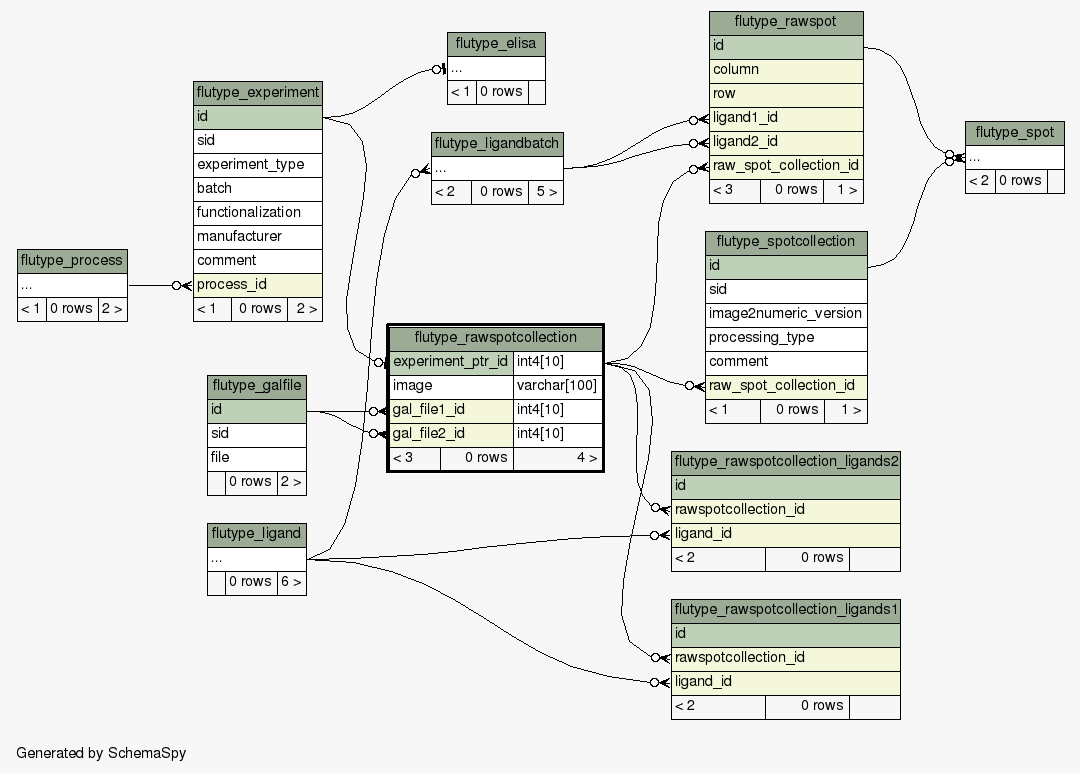 flutype_process
...
< 1 0 rows 2 >
flutype_experiment
id
sid
experiment_type
batch
functionalization
manufacturer
comment
process_id
< 1 0 rows 2 >
flutype_galfile
id
sid
file
0 rows 2 >
flutype_ligand
...
0 rows 6 >
flutype_elisa
...
< 1 0 rows
flutype_ligandbatch
...
< 2 0 rows 5 >
flutype_rawspotcollection
experiment_ptr_id int4[10]
image varchar[100]
gal_file1_id int4[10]
gal_file2_id int4[10]
< 3 0 rows 4 >
flutype_rawspot
id
column
row
ligand1_id
ligand2_id
raw_spot_collection_id
< 3 0 rows 1 >
flutype_spotcollection
id
sid
image2numeric_version
processing_type
comment
raw_spot_collection_id
< 1 0 rows 1 >
flutype_rawspotcollection_ligands2
id
rawspotcollection_id
ligand_id
< 2 0 rows
flutype_rawspotcollection_ligands1
id
rawspotcollection_id
ligand_id
< 2 0 rows
flutype_spot
...
< 2 0 rows
Generated by SchemaSpy